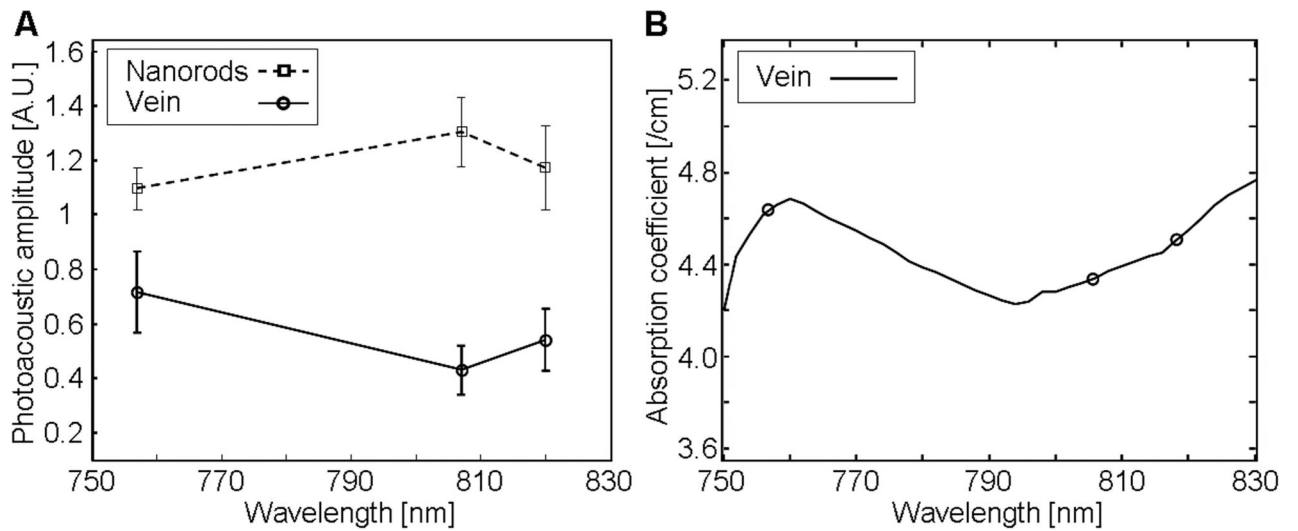 A
Photoacoustic amplitude [A.U.]
1.6
1.4
1.2
1
0.8
0.6
0.4
0.2
Nanorods
Vein
750 770 790 810 830
Wavelength [nm]
B
Absorption coefficient [/cm]
5.2
4.8
4.4
4.0
3.6
Vein
750 770 790 810 830
Wavelength [nm]